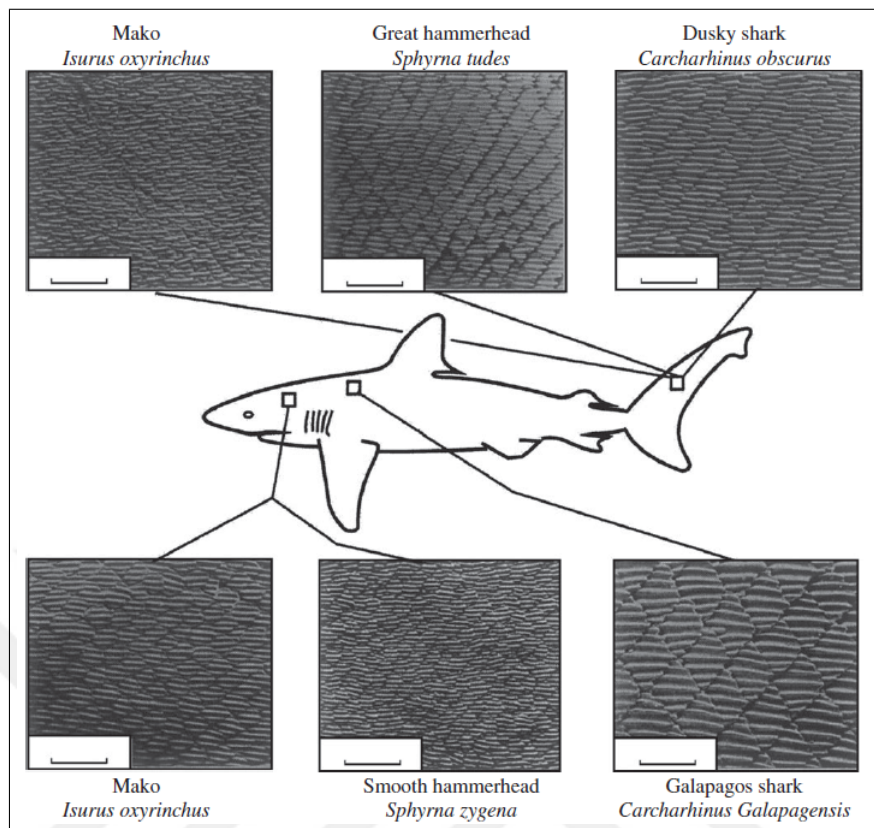 Mako
Isurus oxyrinchus
Great hammerhead
Sphyrna tudes
Dusky shark
Carcharhinus obscurus
Mako
Isurus oxyrinchus
Smooth hammerhead
Sphyrna zygena
Galapagos shark
Carcharhinus Galapagensis